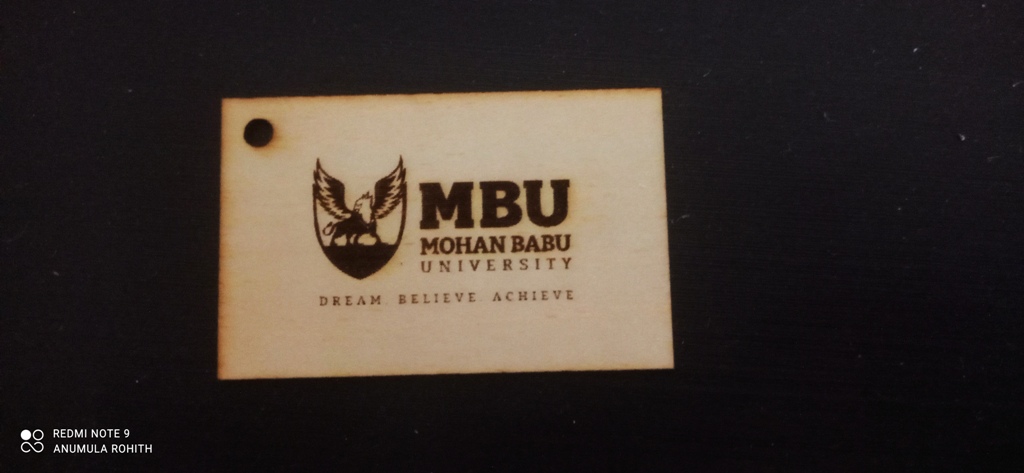 MBU
MOHAN BABU
UNIVERSITY
DREAM BELIEVE ACHIEVE
REDMI NOTE 9
ANUMULA ROHITH